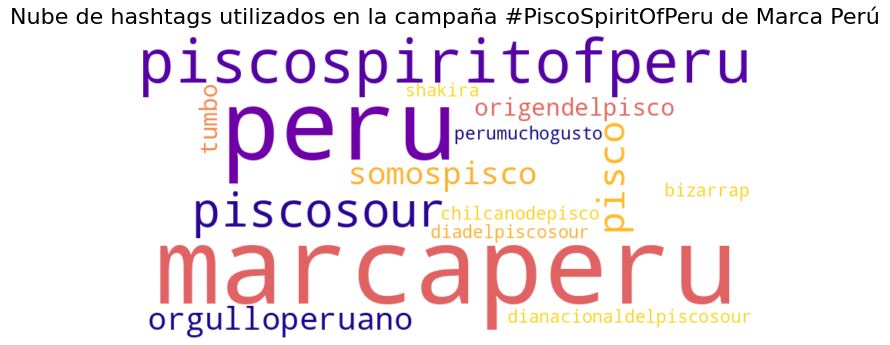 Nube de hashtags utilizados en la campaña #PiscoSpiritOfPeru de Marca Perú
piscospiritofperu
shakira
tumbo
peru
origendelpisco
perumuchogusto
pisco
somospisco
bizarrap
piscosour
chilcanodepisco
diadelpiscosour
marcaperu
orgulloperuano
dianacionaldelpiscosour